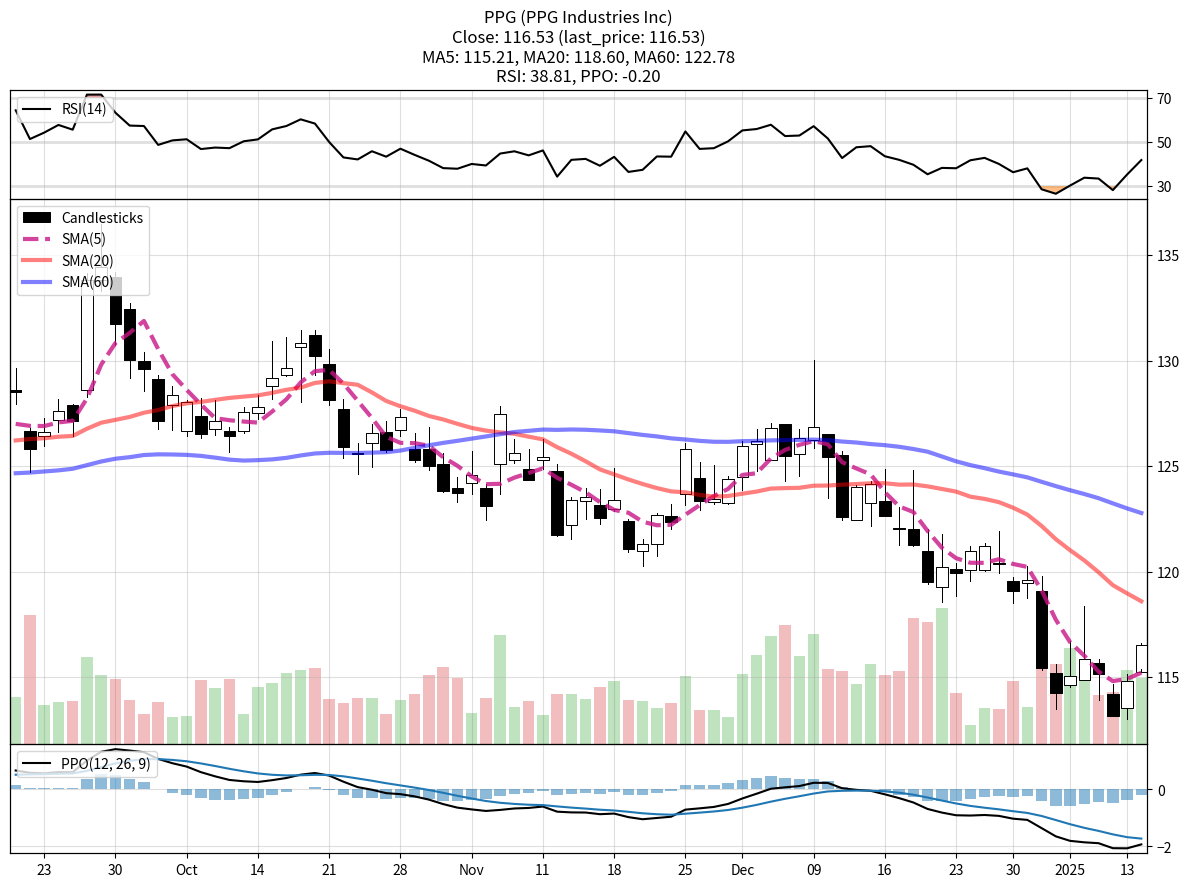 PPG (PPG Industries Inc)
Close: 116.53 (last_price: 116.53)
MA5: 115.21, MA20: 118.60, MA60: 122.78
RSI: 38.81, PPO: -0.20
RSI(14)
70
50
30
Candlesticks
SMA(5)
SMA(20)
SMA(60)
135
130
125
120
115
PPO(12, 26, 9)
0
−2
23 30 Oct 14 21 28 Nov 11 18 25 Dec 09 16 23 30 2025 13